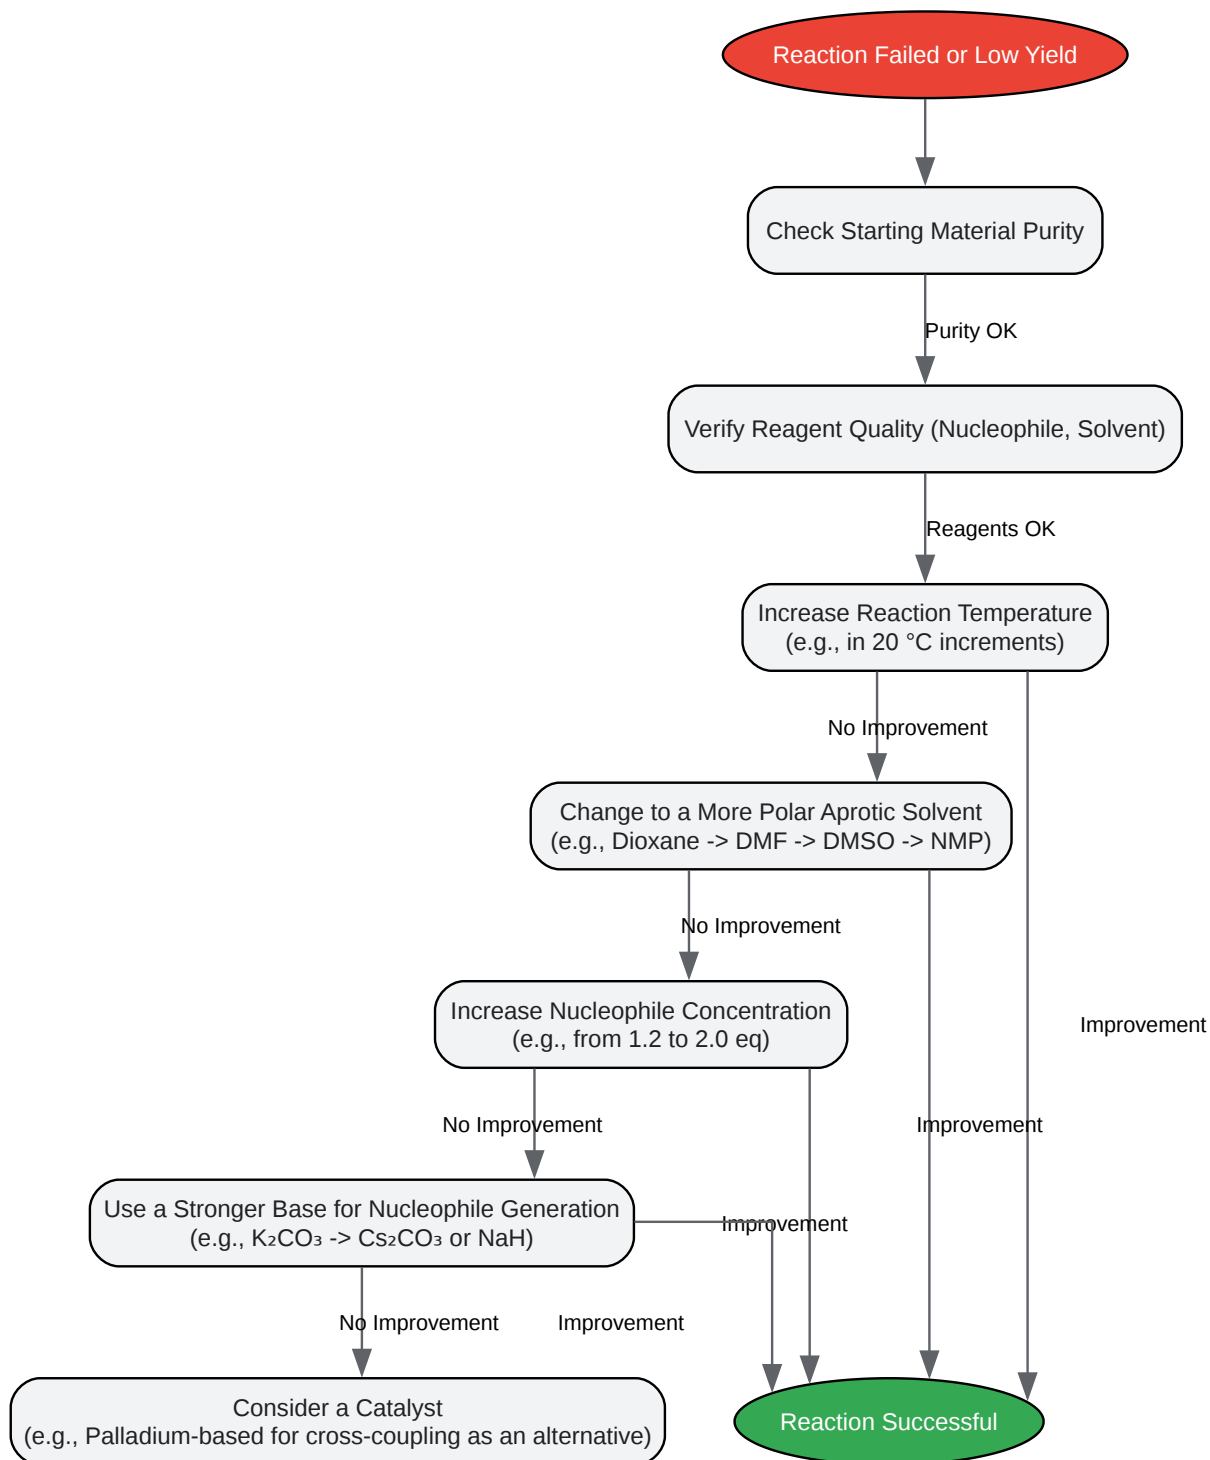 Reaction Failed or Low Yield
Check Starting Material Purity
Purity OK
Verify Reagent Quality (Nucleophile, Solvent)
Reagents OK
Increase Reaction Temperature
(e.g., in 20 °C increments)
No Improvement
Change to a More Polar Aprotic Solvent
(e.g., Dioxane -> DMF -> DMSO -> NMP)
No Improvement
Increase Nucleophile Concentration
(e.g., from 1.2 to 2.0 eq)
Improvement
No Improvement
Improvement
Use a Stronger Base for Nucleophile Generation
(e.g., K₂CO₃ -> Cs₂CO₃ or NaH)
Improvement
No Improvement
Improvement
Consider a Catalyst
(e.g., Palladium-based for cross-coupling as an alternative)
Reaction Successful